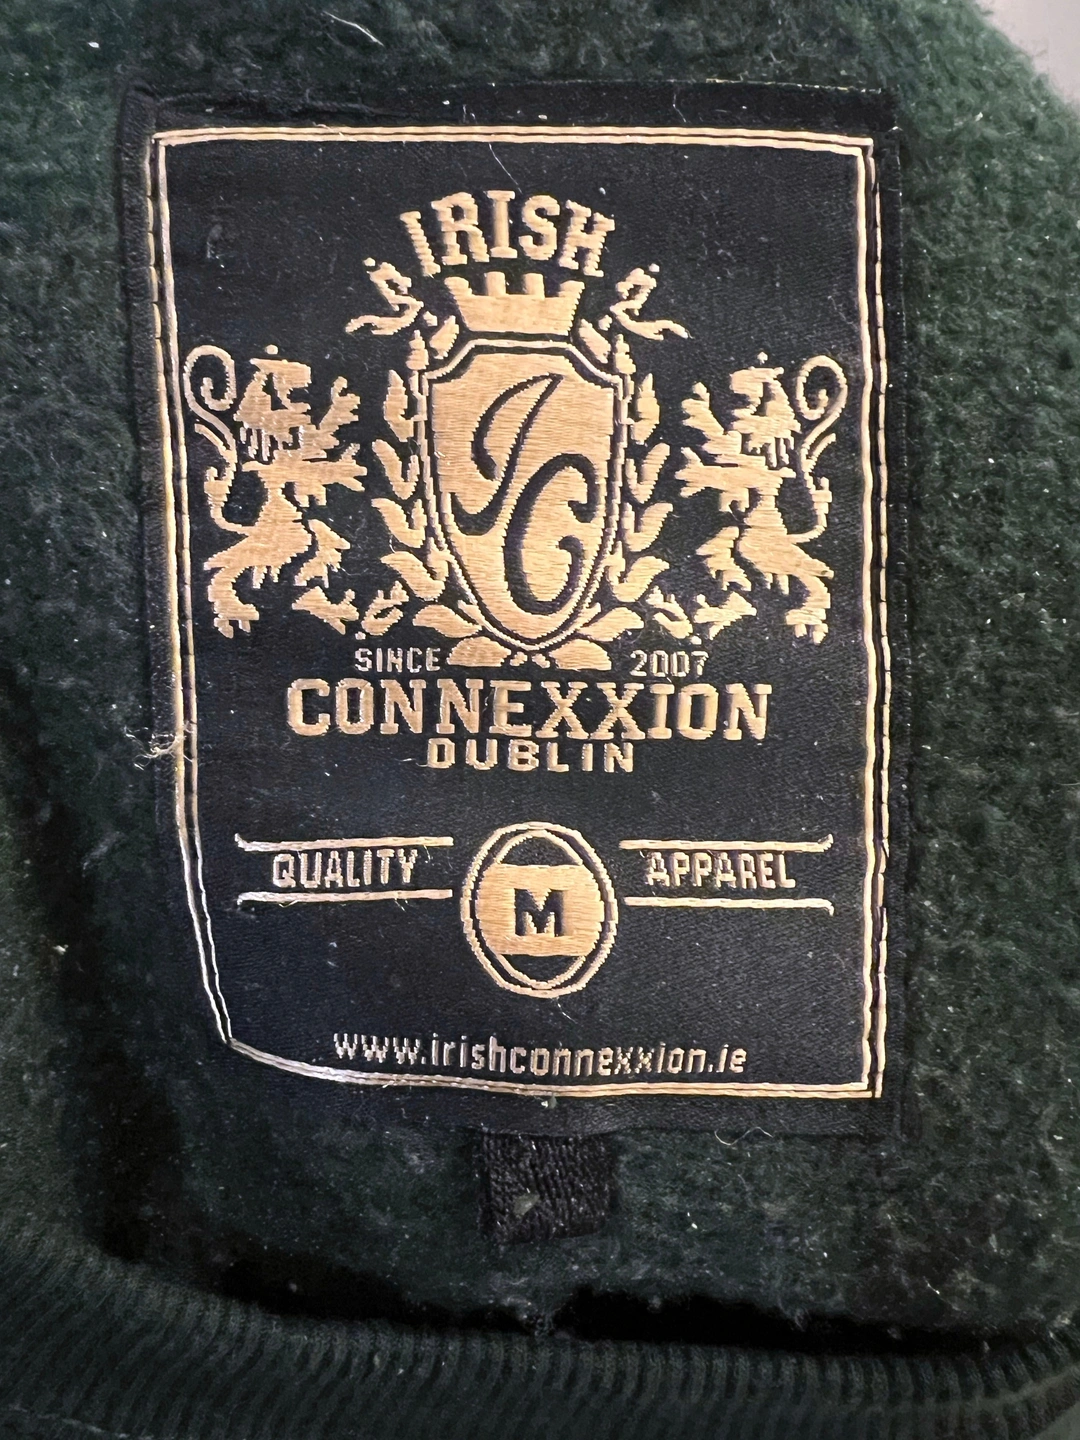 IRISH
IC
SINCE 2007
CONNEXXION
DUBLIN
QUALITY M APPAREL
www.irishconnexxion.ie